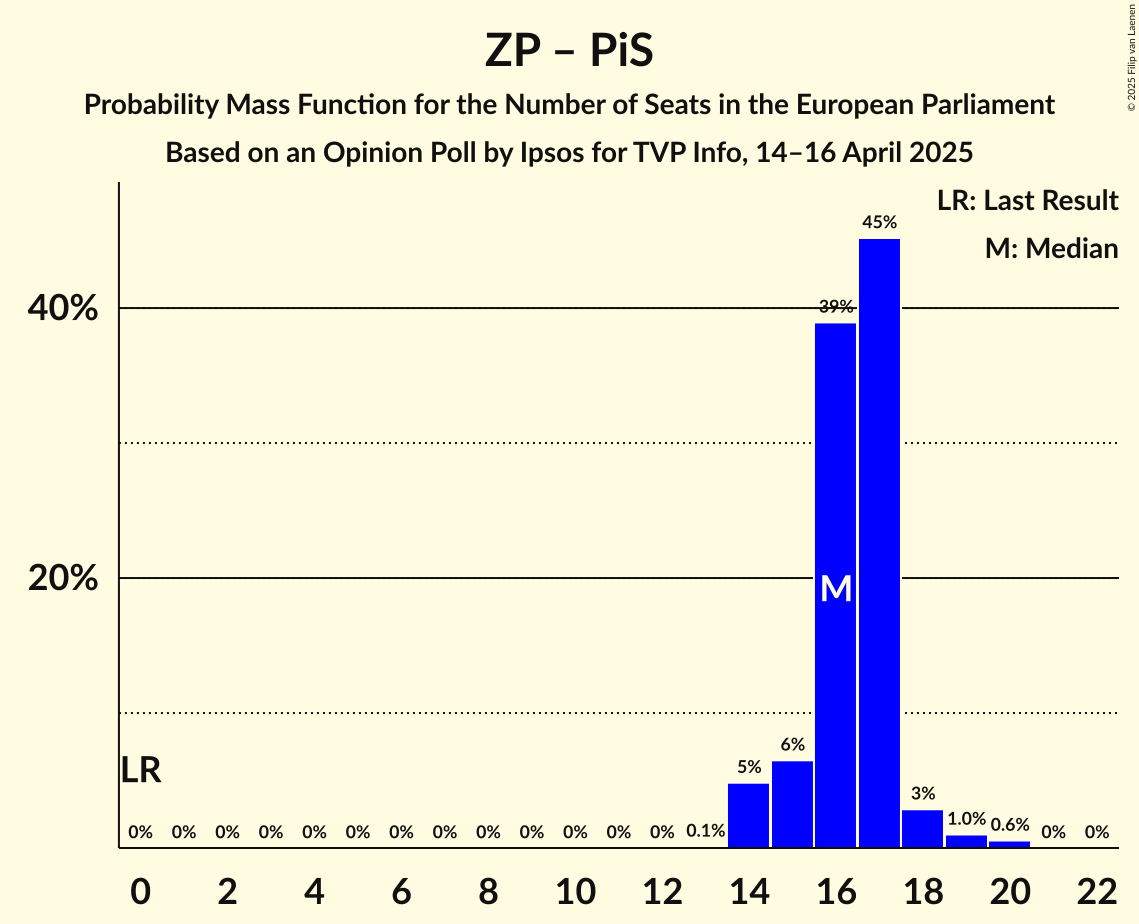 ZP – PiS
Probability Mass Function for the Number of Seats in the European Parliament
Based on an Opinion Poll by Ipsos for TVP Info, 14–16 April 2025
© 2025 Filip van Laenen
LR: Last Result
M: Median
45%
40%
39%
20%
M
LR
6%
5%
3%
0% 0% 0% 0% 0% 0% 0% 0% 0% 0% 0% 0% 0% 0.1% 1.0% 0.6% 0% 0%
0 2 4 6 8 10 12 14 16 18 20 22